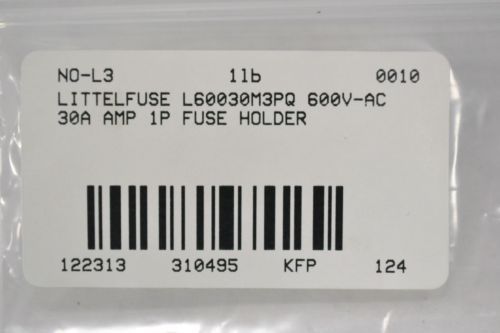 NO-L3 1lb 0010
LITTELFUSE L60030M3PQ 600V-AC
30A AMP 1P FUSE HOLDER
122313 310495 KFP 124